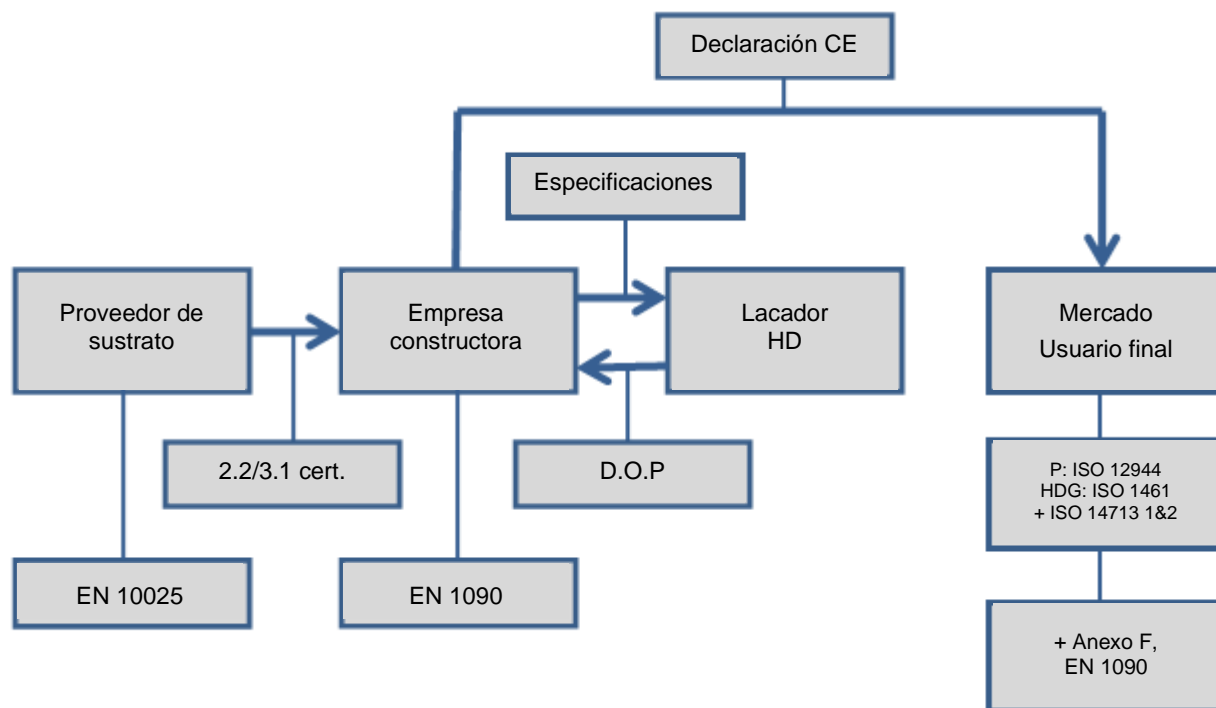 Declaración CE
Especificaciones
Proveedor de
sustrato
Empresa
constructora
Lacador
HD
Mercado
Usuario final
2.2/3.1 cert.
D.O.P
P: ISO 12944
HDG: ISO 1461
+ ISO 14713 1&2
EN 10025
EN 1090
+ Anexo F,
EN 1090